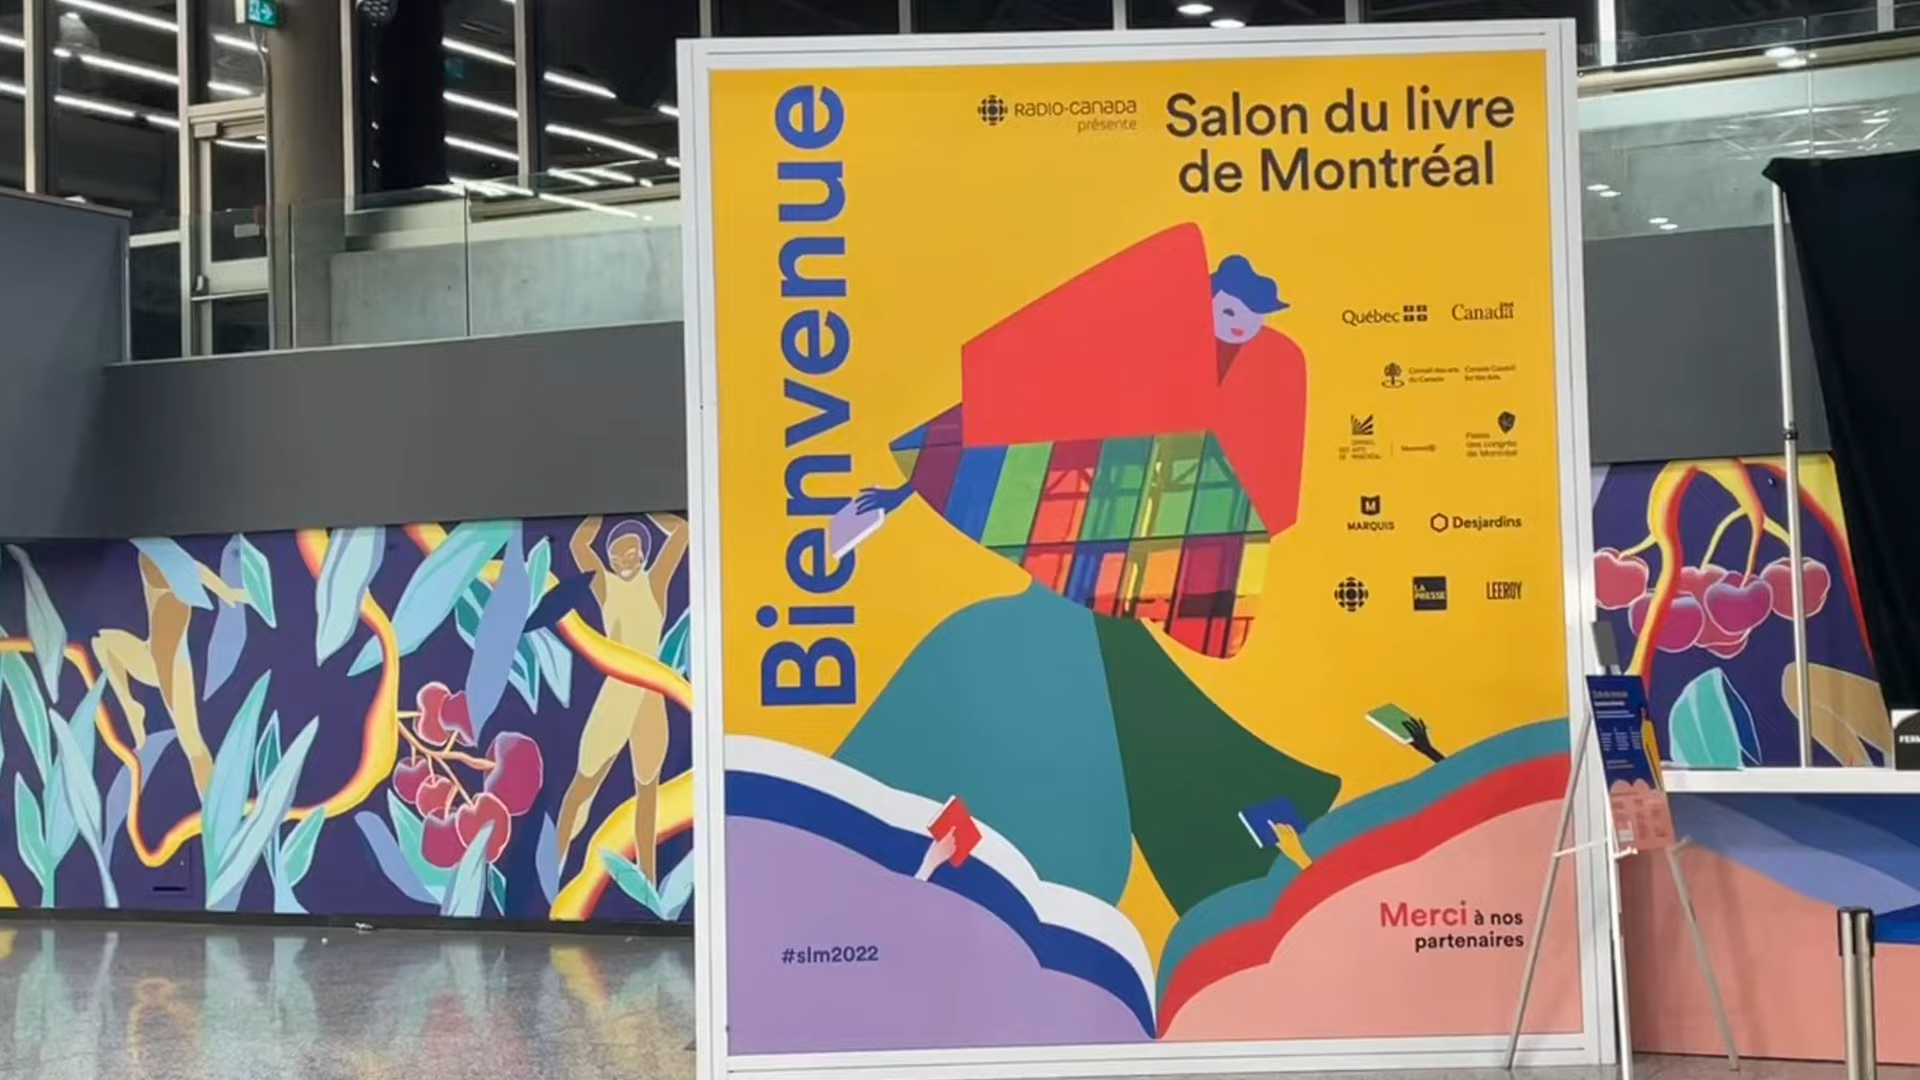 Bienvenue
RADIO-CANADA
présente
Salon du livre
de Montréal
Québec
Canada
Conseil des arts
du Canada
Canada Council
for the Arts
CONSEIL
DES ARTS
DE MONTRÉAL
Montréal
Palais
des congrès
de Montréal
M
MARQUIS
Desjardins
LA
PRESSE
LEEROY
#slm2022
Merci à nos
partenaires